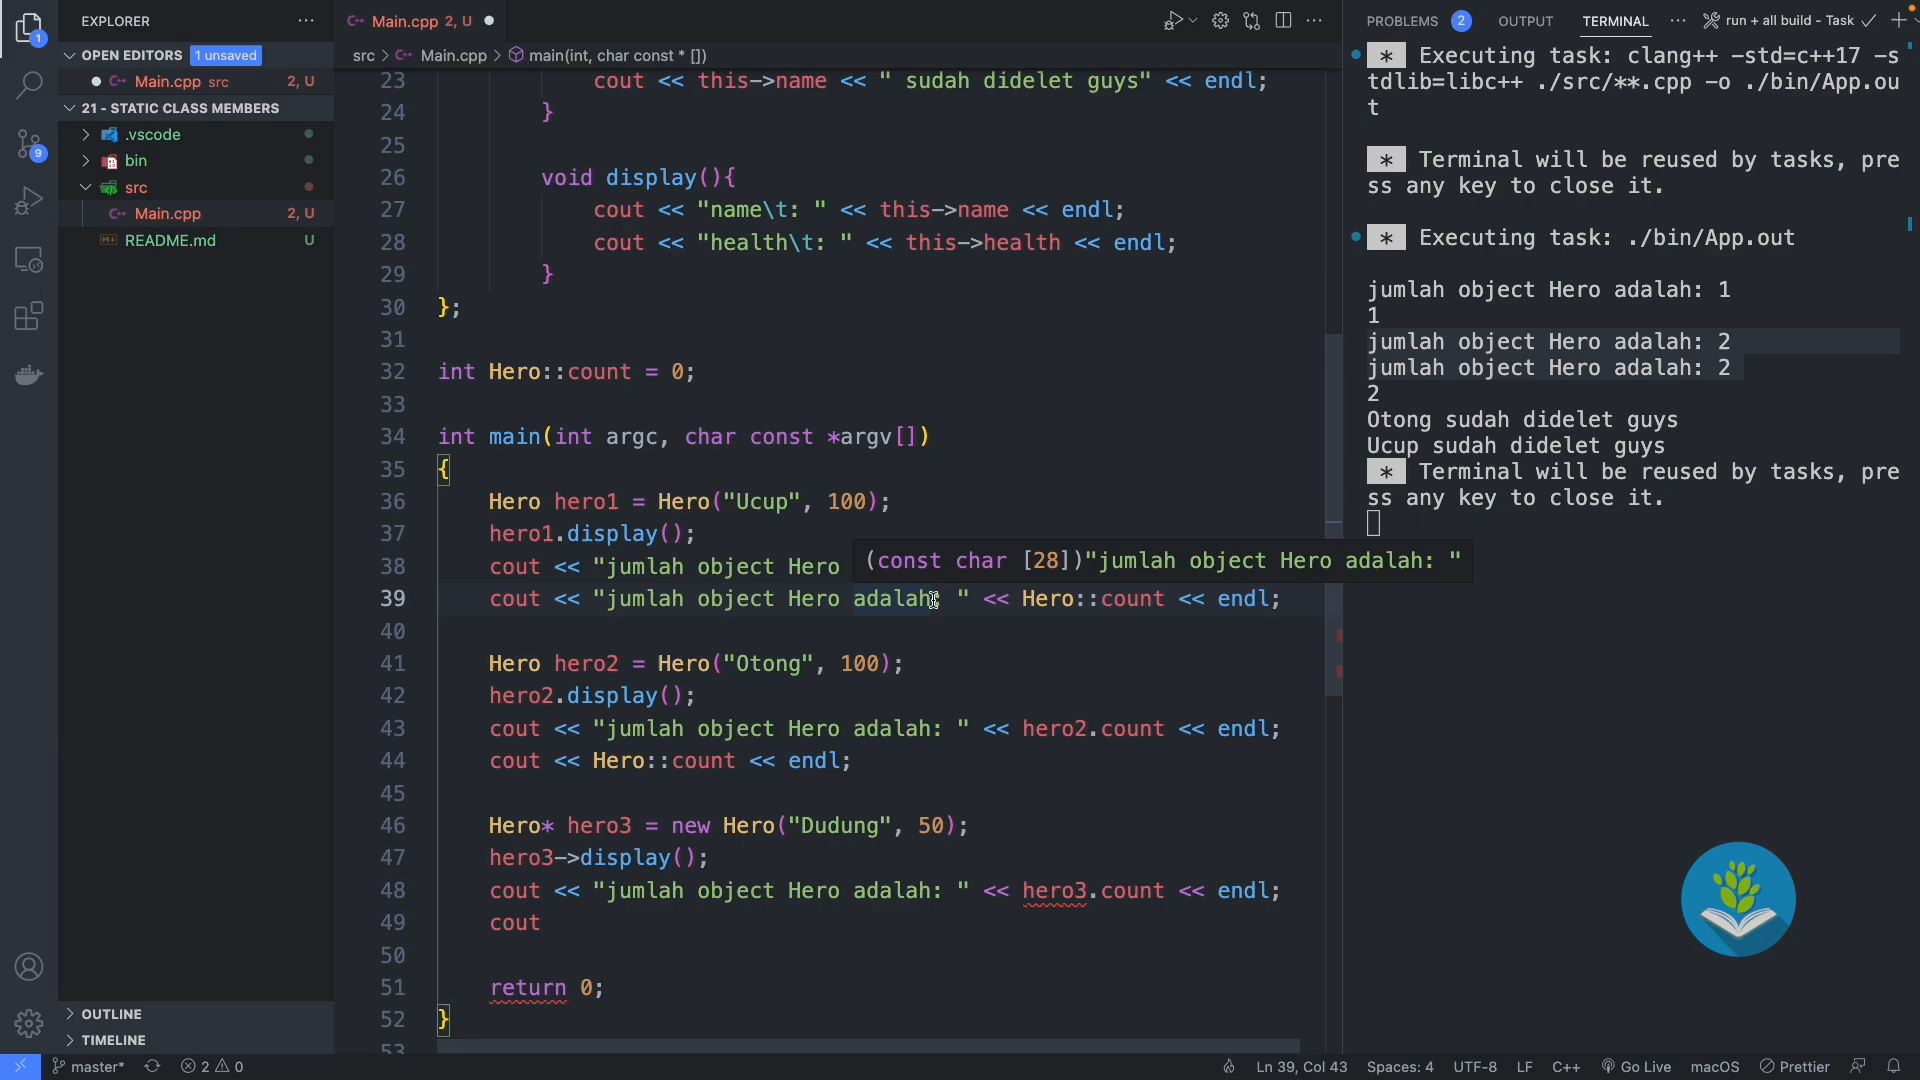 EXPLORER
OPEN EDITORS 1 unsaved
Main.cpp src 2, U
21 - STATIC CLASS MEMBERS
.vscode
bin
src
Main.cpp 2, U
README.md U
OUTLINE
TIMELINE
1
9
Main.cpp 2, U
src > Main.cpp > main(int, char const * [])
23 cout << this->name << " sudah didelet guys" << endl;
24 }
25
26 void display(){
27 cout << "name\t: " << this->name << endl;
28 cout << "health\t: " << this->health << endl;
29 }
30 };
31
32 int Hero::count = 0;
33
34 int main(int argc, char const *argv[])
35 {
36 Hero hero1 = Hero("Ucup", 100);
37 hero1.display();
38 cout << "jumlah object Hero
(const char [28])"jumlah object Hero adalah: "
39 cout << "jumlah object Hero adalah: " << Hero::count << endl;
40
41 Hero hero2 = Hero("Otong", 100);
42 hero2.display();
43 cout << "jumlah object Hero adalah: " << hero2.count << endl;
44 cout << Hero::count << endl;
45
46 Hero* hero3 = new Hero("Dudung", 50);
47 hero3->display();
48 cout << "jumlah object Hero adalah: " << hero3.count << endl;
49 cout
50
51 return 0;
52 }
53
PROBLEMS 2 OUTPUT TERMINAL run + all build - Task
* Executing task: clang++ -std=c++17 -s
tdlib=libc++ ./src/**.cpp -o ./bin/App.ou
t
* Terminal will be reused by tasks, pre
ss any key to close it.
* Executing task: ./bin/App.out
jumlah object Hero adalah: 1
1
jumlah object Hero adalah: 2
jumlah object Hero adalah: 2
2
Otong sudah didelet guys
Ucup sudah didelet guys
* Terminal will be reused by tasks, pre
ss any key to close it.
master* 2 0 Ln 39, Col 43 Spaces: 4 UTF-8 LF C++ Go Live macOS Prettier